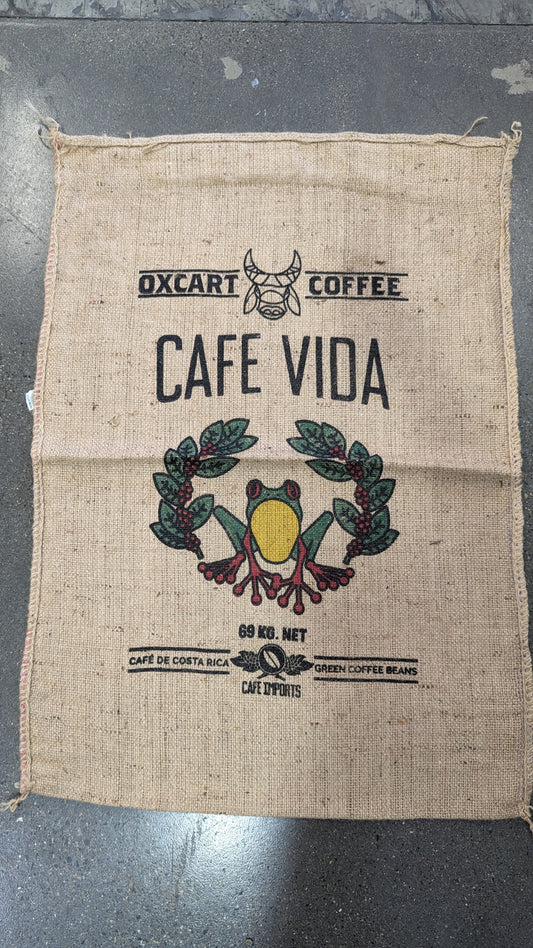 OXCART COFFEE
CAFE VIDA
69 KG. NET
CAFÉ DE COSTA RICA GREEN COFFEE BEANS
CAFE IMPORTS